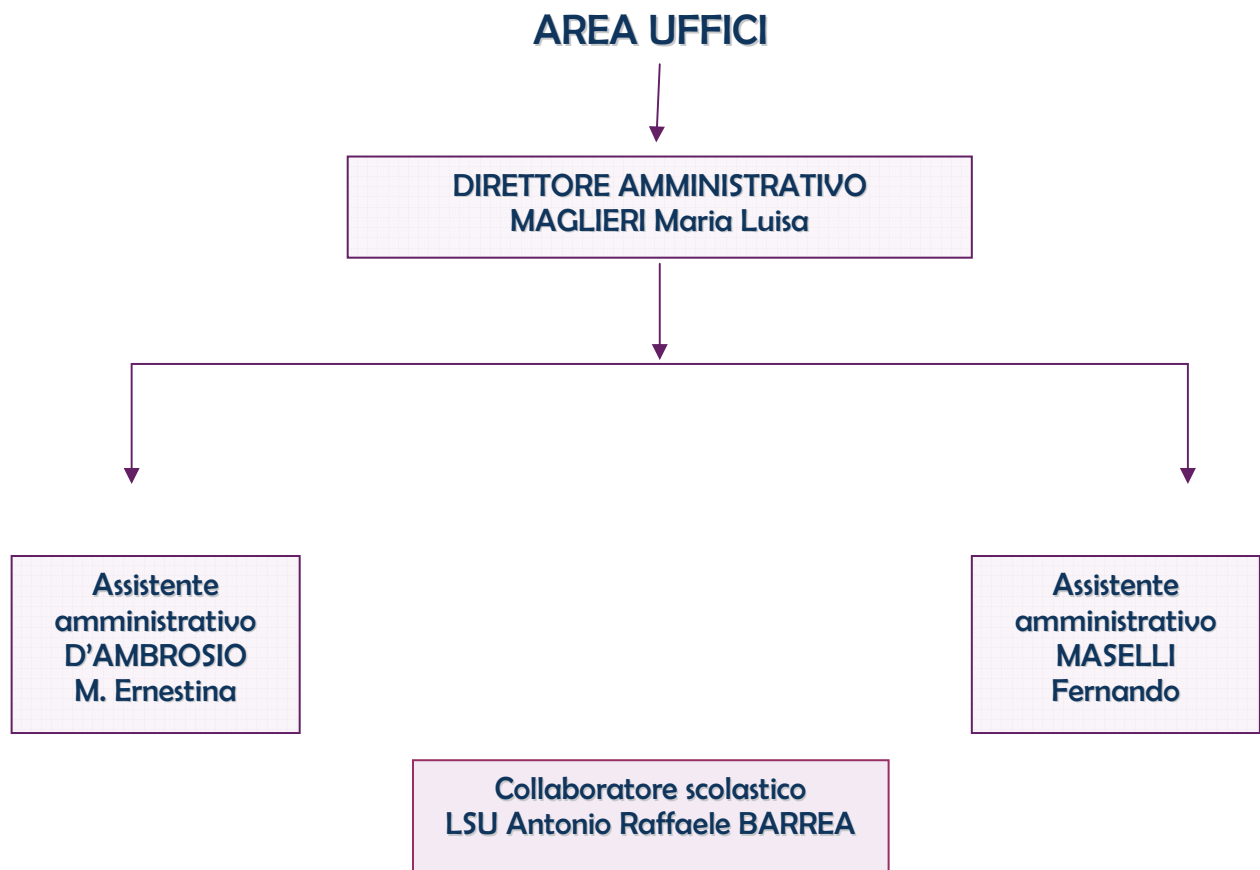 AREA UFFICI
DIRETTORE AMMINISTRATIVO
MAGLIERI Maria Luisa
Assistente
amministrativo
D’AMBROSIO
M. Ernestina
Assistente
amministrativo
MASELLI
Fernando
Collaboratore scolastico
LSU Antonio Raffaele BARREA